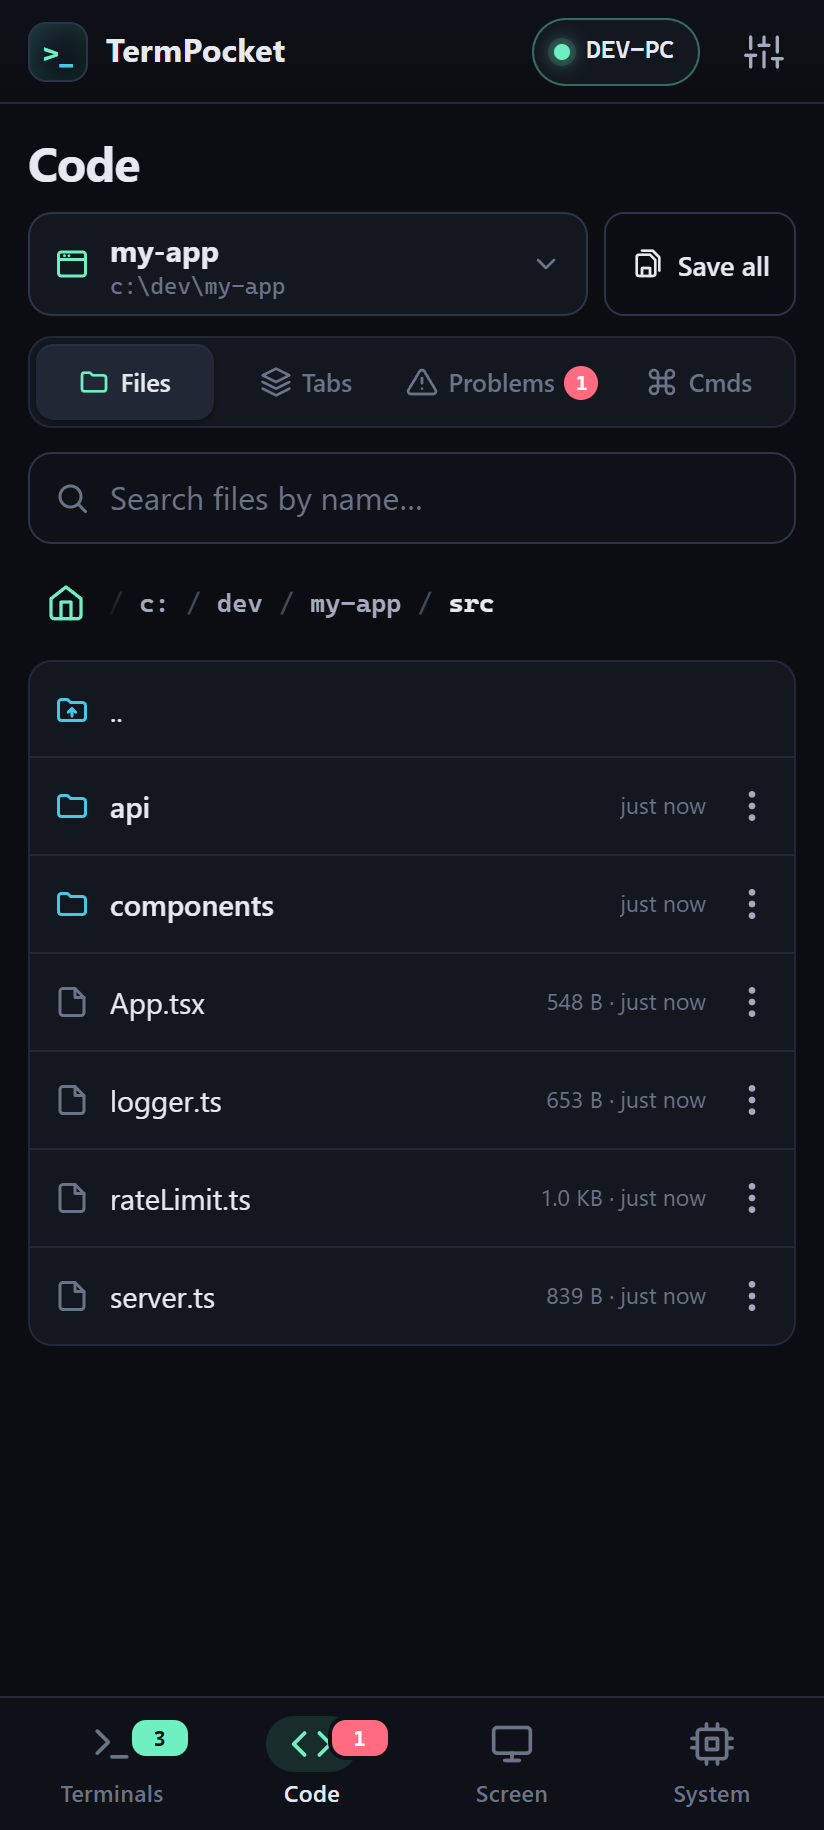 >_ TermPocket DEV-PC
Code
my-app
c:\dev\my-app
Save all
Files Tabs Problems 1 Cmds
Search files by name...
/ c: / dev / my-app / src
..
api just now
components just now
App.tsx 548 B · just now
logger.ts 653 B · just now
rateLimit.ts 1.0 KB · just now
server.ts 839 B · just now
3 1
Terminals Code Screen System